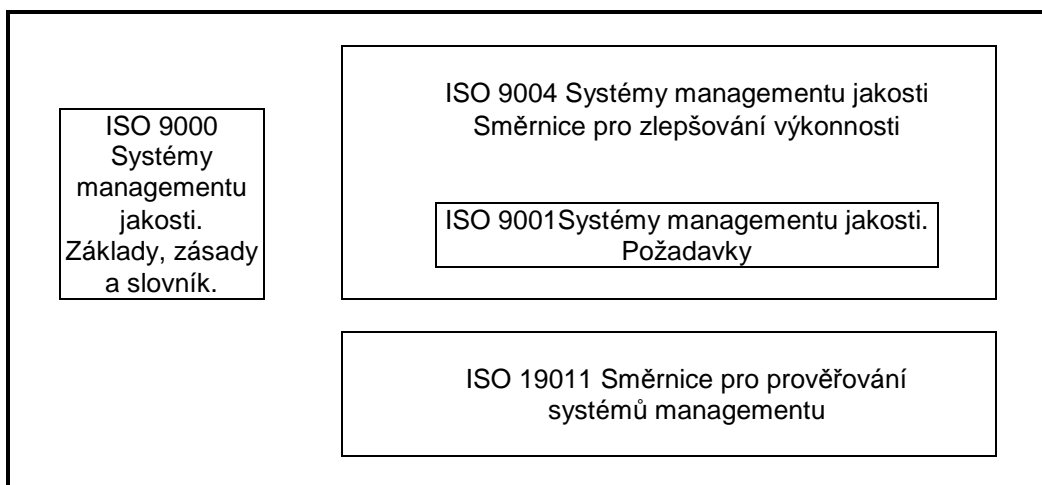 ISO 9000
Systémy
managementu
jakosti.
Základy, zásady
a slovník.
ISO 9004 Systémy managementu jakosti
Směrnice pro zlepšování výkonnosti
ISO 9001Systémy managementu jakosti.
Požadavky
ISO 19011 Směrnice pro prověřování
systémů managementu